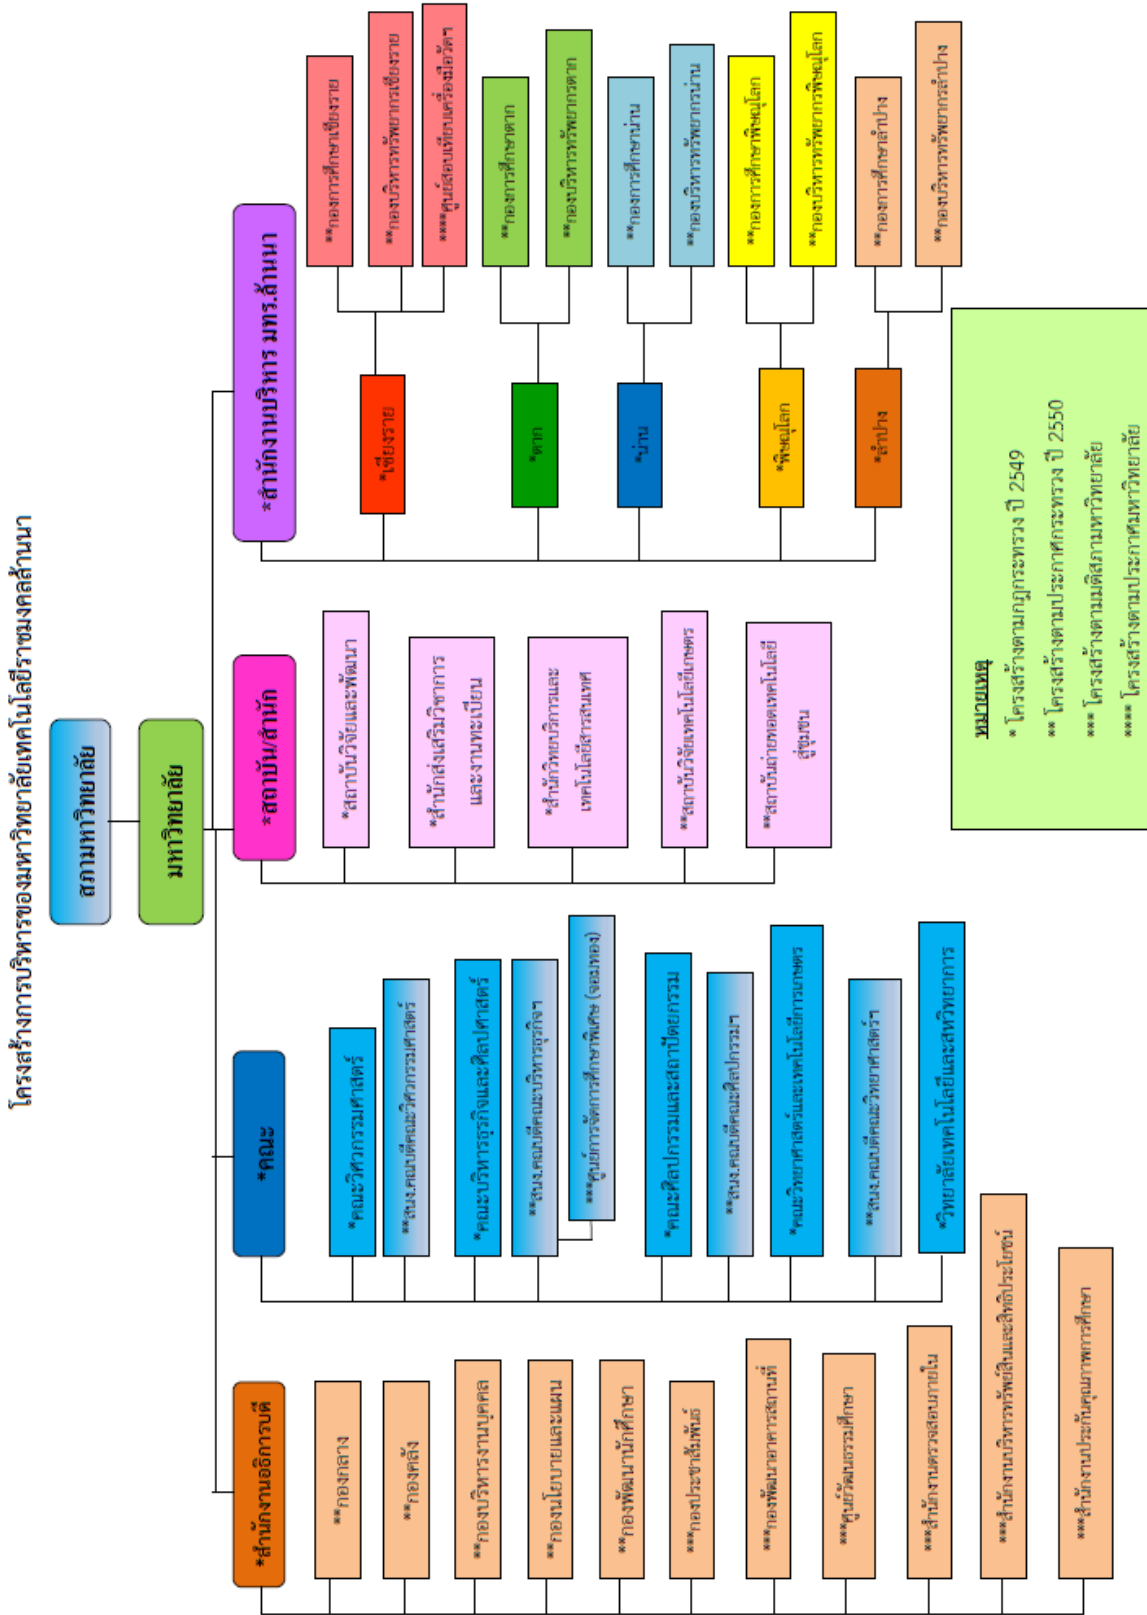 โครงสร้างการบริหารของมหาวิทยาลัยเทคโนโลยีราชมงคลล้านนา
สภามหาวิทยาลัย
มหาวิทยาลัย
*สำนักงานอธิการบดี
**กองกลาง
**กองคลัง
**กองบริหารงานบุคคล
**กองนโยบายและแผน
**กองพัฒนานักศึกษา
***กองประชาสัมพันธ์
***กองพัฒนาอาคารสถานที่
***ศูนย์วัฒนธรรมศึกษา
***สำนักงานตรวจสอบภายใน
***สำนักงานบริหารทรัพย์สินและสิทธิประโยชน์
***สำนักงานประกันคุณภาพการศึกษา
*คณะ
*คณะวิศวกรรมศาสตร์
**สนง.คณบดีคณะวิศวกรรมศาสตร์
*คณะบริหารธุรกิจและศิลปศาสตร์
**สนง.คณบดีคณะบริหารธุรกิจฯ
***ศูนย์การจัดการศึกษาพิเศษ (จอมทอง)
*คณะศิลปกรรมและสถาปัตยกรรม
**สนง.คณบดีคณะศิลปกรรมฯ
*คณะวิทยาศาสตร์และเทคโนโลยีการเกษตร
**สนง.คณบดีคณะวิทยาศาสตร์ฯ
*วิทยาลัยเทคโนโลยีและสหวิทยาการ
*สถาบัน/สำนัก
*สถาบันวิจัยและพัฒนา
*สำนักส่งเสริมวิชาการ
และงานทะเบียน
*สำนักวิทยบริการและ
เทคโนโลยีสารสนเทศ
**สถาบันวิจัยเทคโนโลยีเกษตร
**สถาบันถ่ายทอดเทคโนโลยี
สู่ชุมชน
*สำนักงานบริหาร มทร.ล้านนา
*เชียงราย
**กองการศึกษาเชียงราย
**กองบริหารทรัพยากรเชียงราย
****ศูนย์สอบเทียบเครื่องมือวัดฯ
*ตาก
**กองการศึกษาตาก
**กองบริหารทรัพยากรตาก
*น่าน
**กองการศึกษาน่าน
**กองบริหารทรัพยากรน่าน
*พิษณุโลก
**กองการศึกษาพิษณุโลก
**กองบริหารทรัพยากรพิษณุโลก
*ลำปาง
**กองการศึกษาลำปาง
**กองบริหารทรัพยากรลำปาง
หมายเหตุ
* โครงสร้างตามกฎกระทรวง ปี 2549
** โครงสร้างตามประกาศกระทรวง ปี 2550
*** โครงสร้างตามมติสภามหาวิทยาลัย
**** โครงสร้างตามประกาศมหาวิทยาลัย